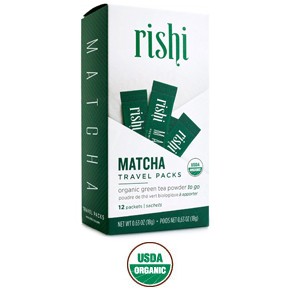 MATCHA
rishi
rishi
MA
rishi
MATCHA
TRAVEL PACKS
USDA
ORGANIC
organic green tea powder to go
poudre de thé vert biologique à apporter
12 packets | sachets
NET WT 0.63 OZ (18g) • POIDS NET 0,63 OZ (18g)
USDA
ORGANIC